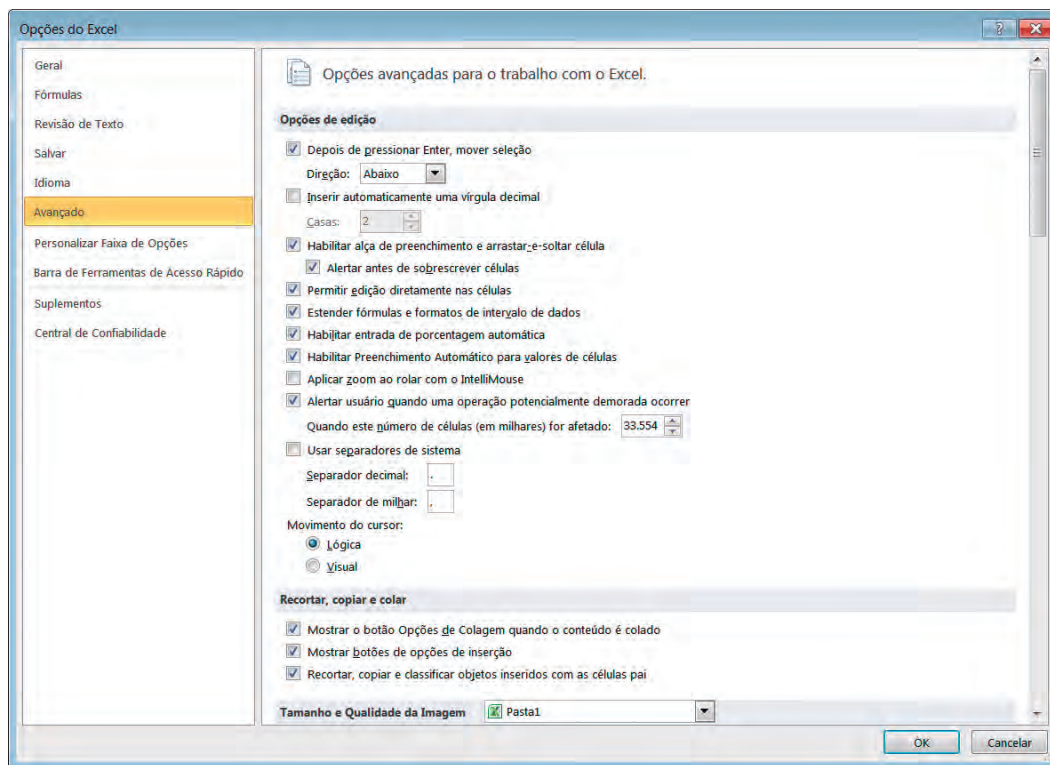 Opções do Excel
Geral
Fórmulas
Revisão de Texto
Salvar
Idioma
Avançado
Personalizar Faixa de Opções
Barra de Ferramentas de Acesso Rápido
Suplementos
Central de Confiabilidade
Opções avançadas para o trabalho com o Excel.
Opções de edição
Depois de pressionar Enter, mover seleção
Direção: Abaixo
Inserir automaticamente uma vírgula decimal
Casas: 2
Habilitar alça de preenchimento e arrastar-e-soltar célula
Alertar antes de sobrescrever células
Permitir edição diretamente nas células
Estender fórmulas e formatos de intervalo de dados
Habilitar entrada de porcentagem automática
Habilitar Preenchimento Automático para valores de células
Aplicar zoom ao rolar com o IntelliMouse
Alertar usuário quando uma operação potencialmente demorada ocorrer
Quando este número de células (em milhares) for afetado: 33.554
Usar separadores de sistema
Separador decimal: .
Separador de milhar: ,
Movimento do cursor:
Lógica
Visual
Recortar, copiar e colar
Mostrar o botão Opções de Colagem quando o conteúdo é colado
Mostrar botões de opções de inserção
Recortar, copiar e classificar objetos inseridos com as células pai
Tamanho e Qualidade da Imagem Pasta1
OK Cancelar